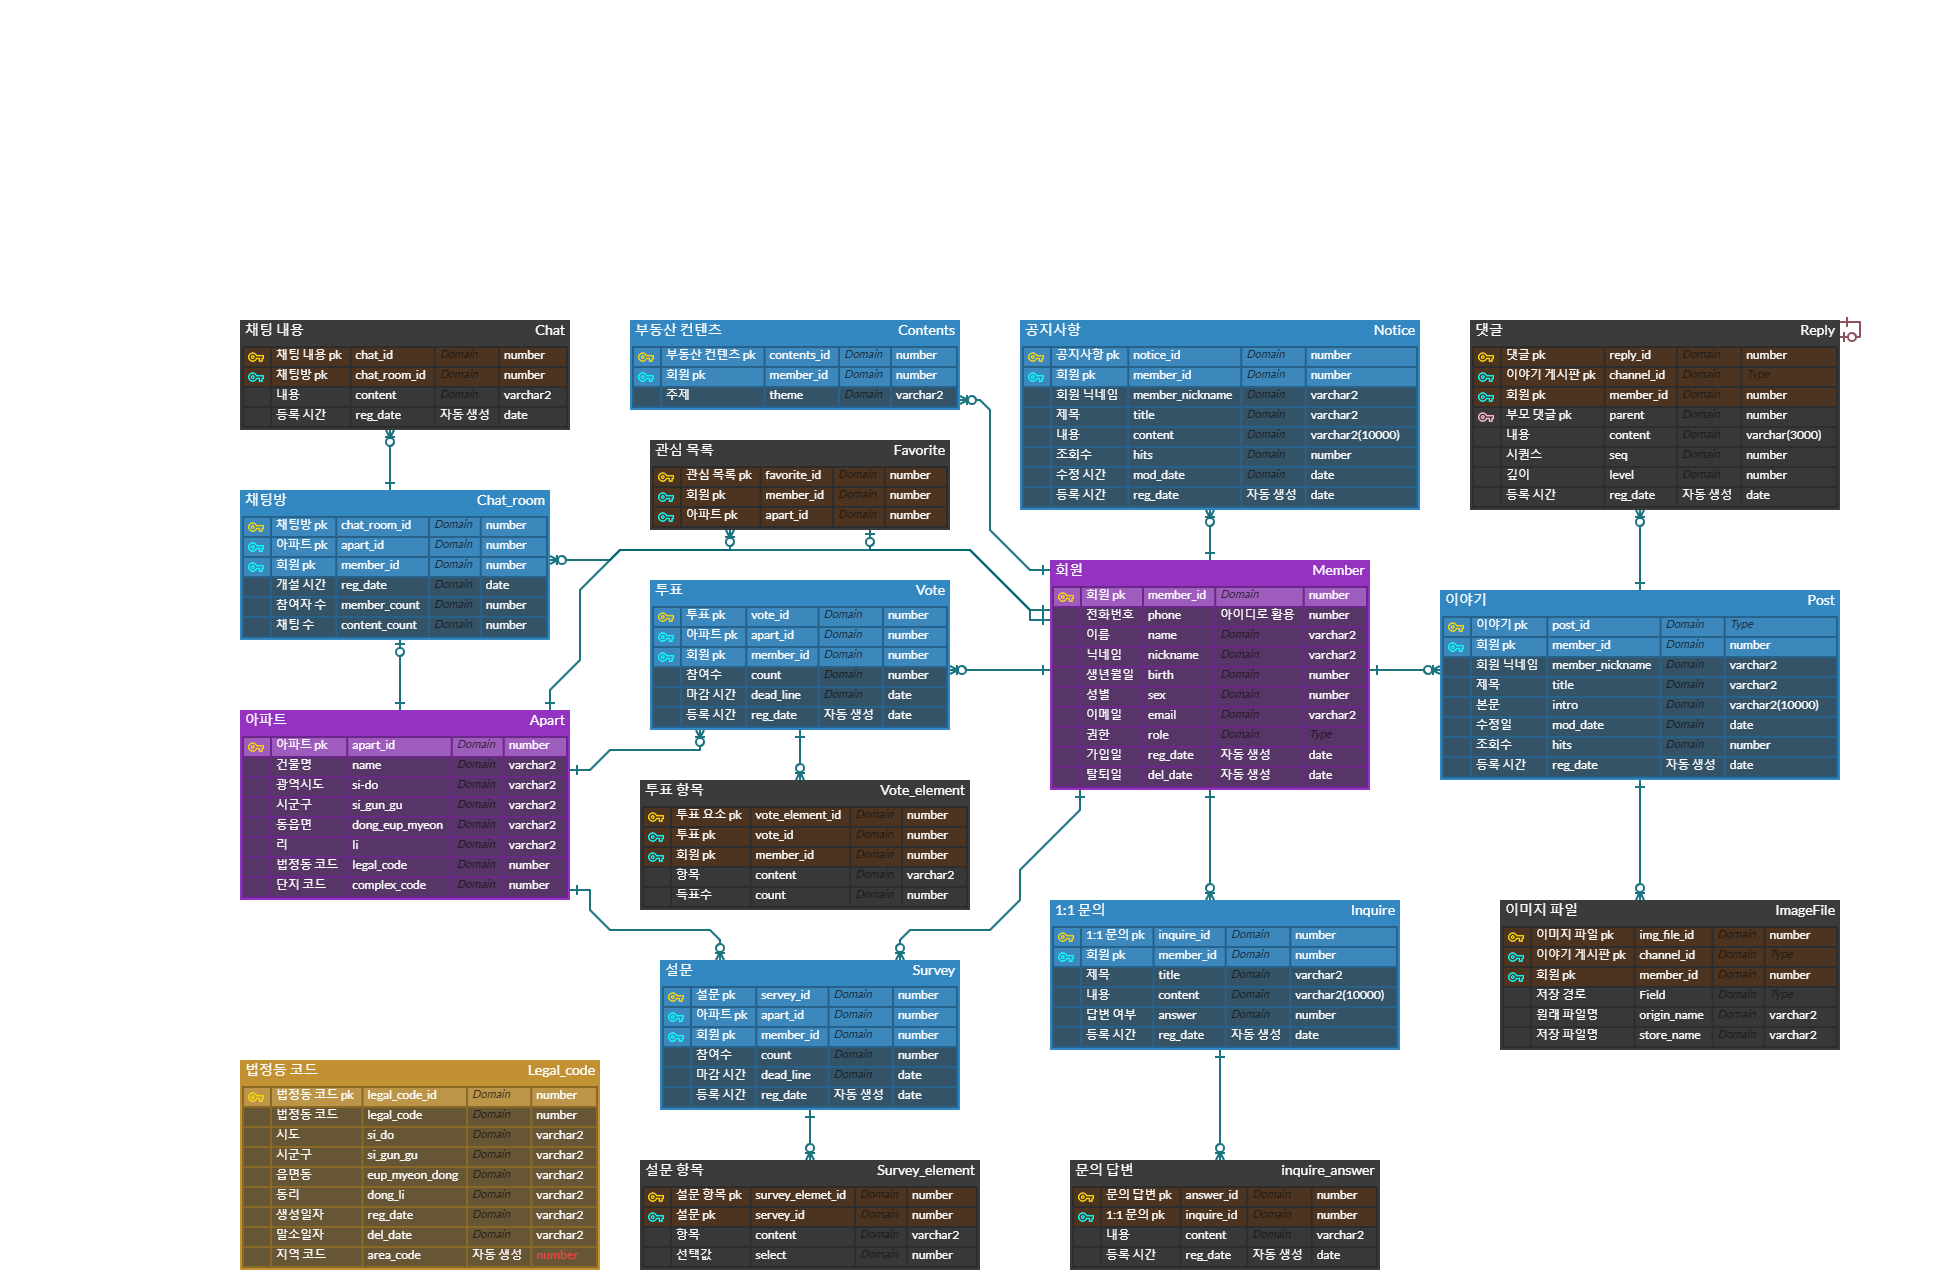 채팅 내용 Chat
채팅 내용 pk chat_id Domain number
채팅방 pk chat_room_id Domain number
내용 content Domain varchar2
등록 시간 reg_date 자동 생성 date
부동산 컨텐츠 Contents
부동산 컨텐츠 pk contents_id Domain number
회원 pk member_id Domain number
주제 theme Domain varchar2
공지사항 Notice
공지사항 pk notice_id Domain number
회원 pk member_id Domain number
회원 닉네임 member_nickname Domain varchar2
제목 title Domain varchar2
내용 content Domain varchar2(10000)
조회수 hits Domain number
수정 시간 mod_date Domain date
등록 시간 reg_date 자동 생성 date
댓글 Reply
댓글 pk reply_id Domain number
이야기 게시판 pk channel_id Domain Type
회원 pk member_id Domain number
부모 댓글 pk parent Domain number
내용 content Domain varchar(3000)
시퀀스 seq Domain number
깊이 level Domain number
등록 시간 reg_date 자동 생성 date
관심 목록 Favorite
관심 목록 pk favorite_id Domain number
회원 pk member_id Domain number
아파트 pk apart_id Domain number
채팅방 Chat_room
채팅방 pk chat_room_id Domain number
아파트 pk apart_id Domain number
회원 pk member_id Domain number
개설 시간 reg_date Domain date
참여자 수 member_count Domain number
채팅 수 content_count Domain number
투표 Vote
투표 pk vote_id Domain number
아파트 pk apart_id Domain number
회원 pk member_id Domain number
참여수 count Domain number
마감 시간 dead_line Domain date
등록 시간 reg_date 자동 생성 date
회원 Member
회원 pk member_id Domain number
전화번호 phone 아이디로 활용 number
이름 name Domain varchar2
닉네임 nickname Domain varchar2
생년월일 birth Domain number
성별 sex Domain number
이메일 email Domain varchar2
권한 role Domain Type
가입일 reg_date 자동 생성 date
탈퇴일 del_date 자동 생성 date
이야기 Post
이야기 pk post_id Domain Type
회원 pk member_id Domain number
회원 닉네임 member_nickname Domain varchar2
제목 title Domain varchar2
본문 intro Domain varchar2(10000)
수정일 mod_date Domain date
조회수 hits Domain number
등록 시간 reg_date 자동 생성 date
아파트 Apart
아파트 pk apart_id Domain number
건물명 name Domain varchar2
광역시도 si-do Domain varchar2
시군구 si_gun_gu Domain varchar2
동읍면 dong_eup_myeon Domain varchar2
리 li Domain varchar2
법정동 코드 legal_code Domain number
단지 코드 complex_code Domain number
투표 항목 Vote_element
투표 요소 pk vote_element_id Domain number
투표 pk vote_id Domain number
회원 pk member_id Domain number
항목 content Domain varchar2
득표수 count Domain number
1:1 문의 Inquire
1:1 문의 pk inquire_id Domain number
회원 pk member_id Domain number
제목 title Domain varchar2
내용 content Domain varchar2(10000)
답변 여부 answer Domain number
등록 시간 reg_date 자동 생성 date
이미지 파일 ImageFile
이미지 파일 pk img_file_id Domain number
이야기 게시판 pk channel_id Domain Type
회원 pk member_id Domain number
저장 경로 Field Domain Type
원래 파일명 origin_name Domain varchar2
저장 파일명 store_name Domain varchar2
설문 Survey
설문 pk servey_id Domain number
아파트 pk apart_id Domain number
회원 pk member_id Domain number
참여수 count Domain number
마감 시간 dead_line Domain date
등록 시간 reg_date 자동 생성 date
법정동 코드 Legal_code
법정동 코드 pk legal_code_id Domain number
법정동 코드 legal_code Domain number
시도 si_do Domain varchar2
시군구 si_gun_gu Domain varchar2
읍면동 eup_myeon_dong Domain varchar2
동리 dong_li Domain varchar2
생성일자 reg_date Domain varchar2
말소일자 del_date Domain varchar2
지역 코드 area_code 자동 생성 number
설문 항목 Survey_element
설문 항목 pk survey_elemet_id Domain number
설문 pk servey_id Domain number
항목 content Domain varchar2
선택값 select Domain number
문의 답변 inquire_answer
문의 답변 pk answer_id Domain number
1:1 문의 pk inquire_id Domain number
내용 content Domain varchar2
등록 시간 reg_date 자동 생성 date